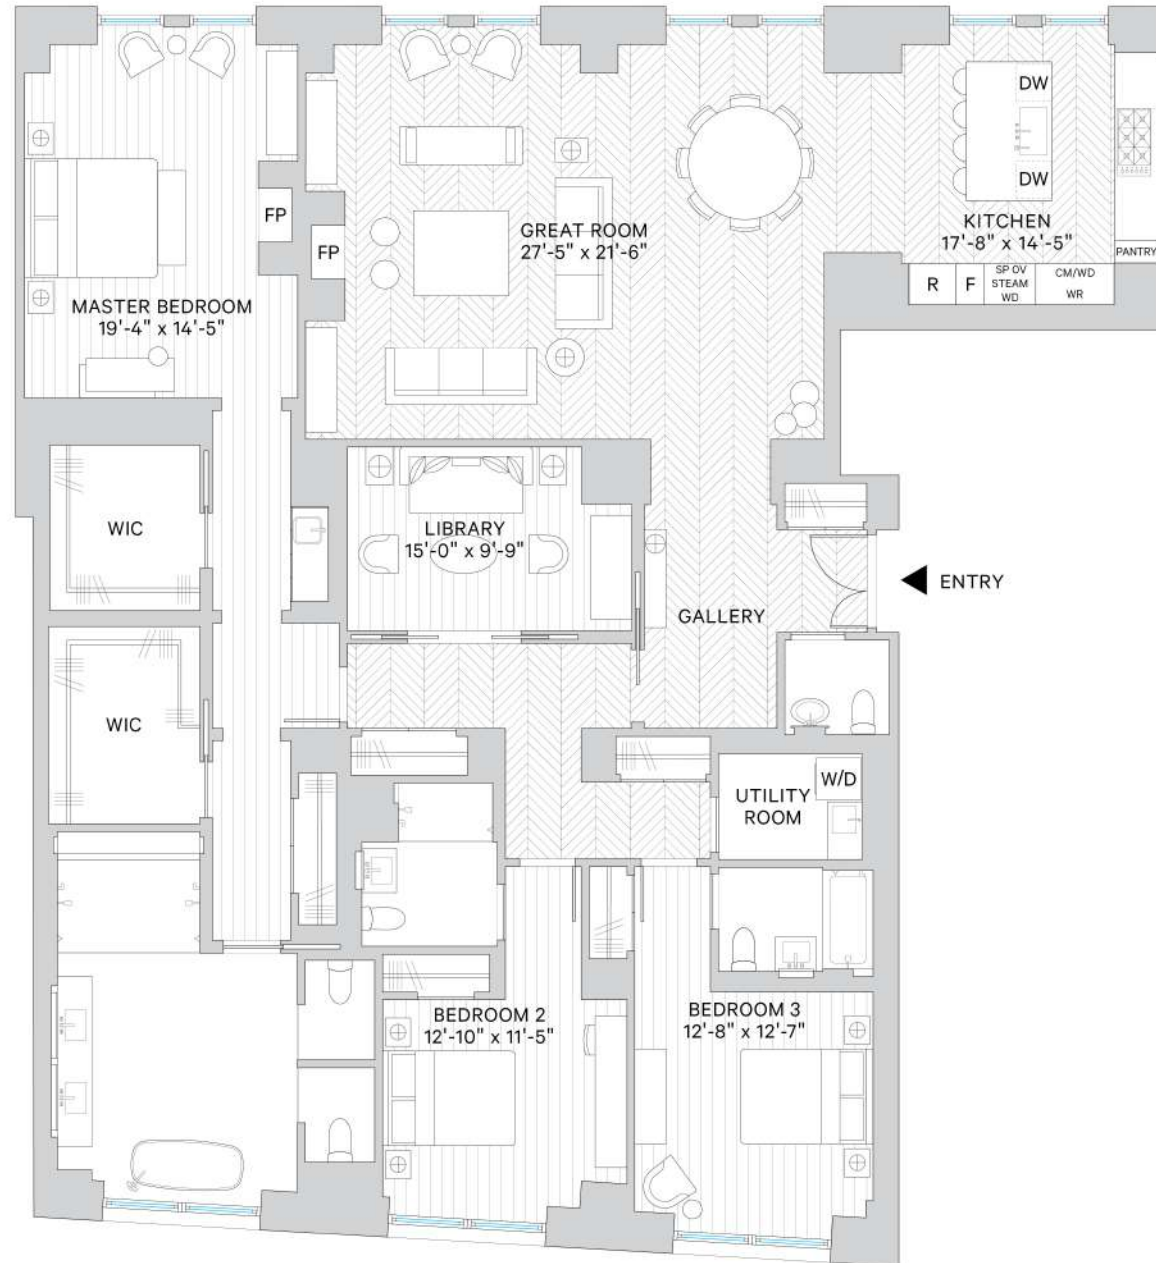 DW
DW
KITCHEN
17'-8" x 14'-5"
PANTRY
R
F
SP OV
STEAM
WD
CM/WD
WR
FP
FP
GREAT ROOM
27'-5" x 21'-6"
MASTER BEDROOM
19'-4" x 14'-5"
WIC
LIBRARY
15'-0" x 9'-9"
ENTRY
GALLERY
WIC
W/D
UTILITY
ROOM
BEDROOM 2
12'-10" x 11'-5"
BEDROOM 3
12'-8" x 12'-7"